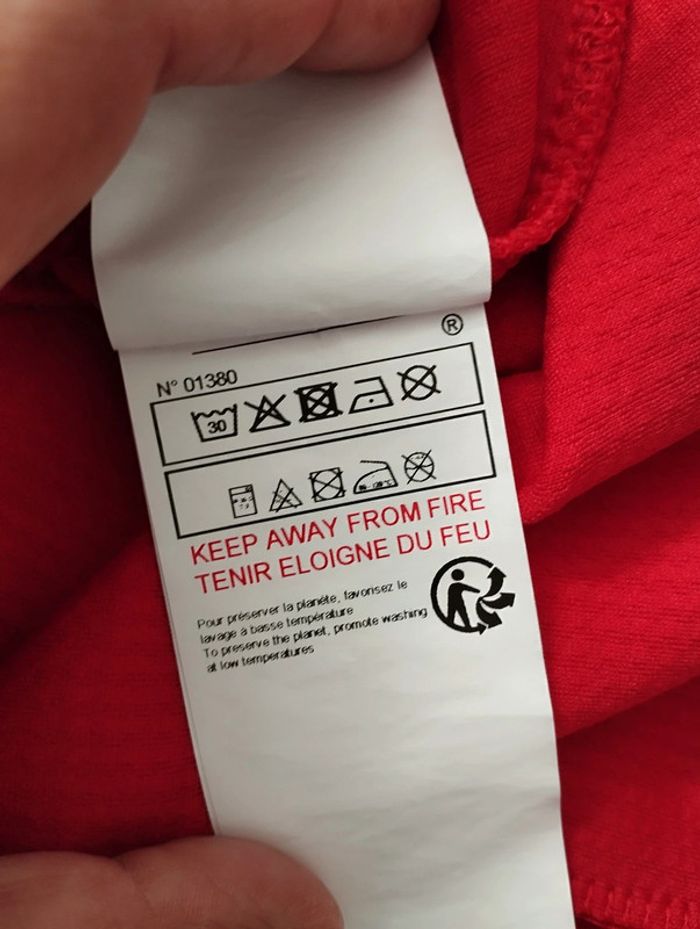 ®
N° 01380
30
KEEP AWAY FROM FIRE
TENIR ELOIGNE DU FEU
Pour préserver la planéte, favorisez le
lavage à basse température
To preserve the planet, promote washing
at low temperatures